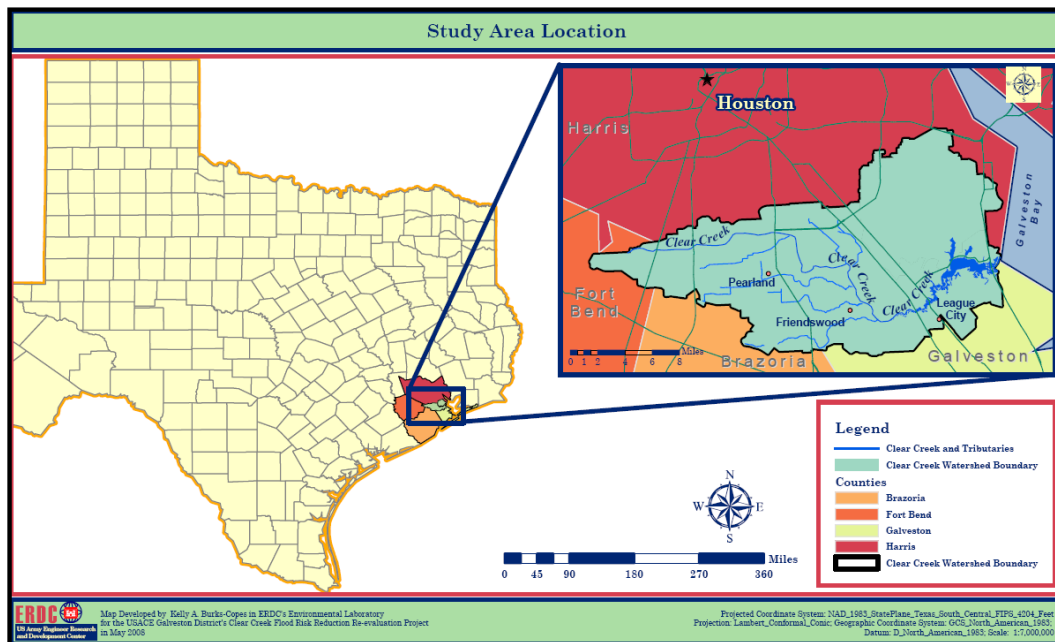 Study Area Location
Houston
Harris
Galveston
Bay
Clear Creek
Clear Creek
Clear Creek
Pearland
Fort
Bend
League
City
Friendswood
Galveston
Brazoria
0 1 2 4 6 8 Miles
Legend
Clear Creek and Tributaries
Clear Creek Watershed Boundary
Counties
Brazoria
Fort Bend
Galveston
Harris
Clear Creek Watershed Boundary
N
W E
S
Miles
0 45 90 180 270 360
ERDC
US Army Engineer Research
and Development Center
Map Developed by Kelly A. Burks-Copes in ERDC's Environmental Laboratory
for the USACE Galveston District's Clear Creek Flood Risk Reduction Re-evaluation Project
in May 2008
Projected Coordinate System: NAD_1983_StatePlane_Texas_South_Central_FIPS_4204_Feet
Projection: Lambert_Conformal_Conic; Geographic Coordinate System: GCS_North_American_1983;
Datum: D_North_American_1983; Scale: 1:7,000,000